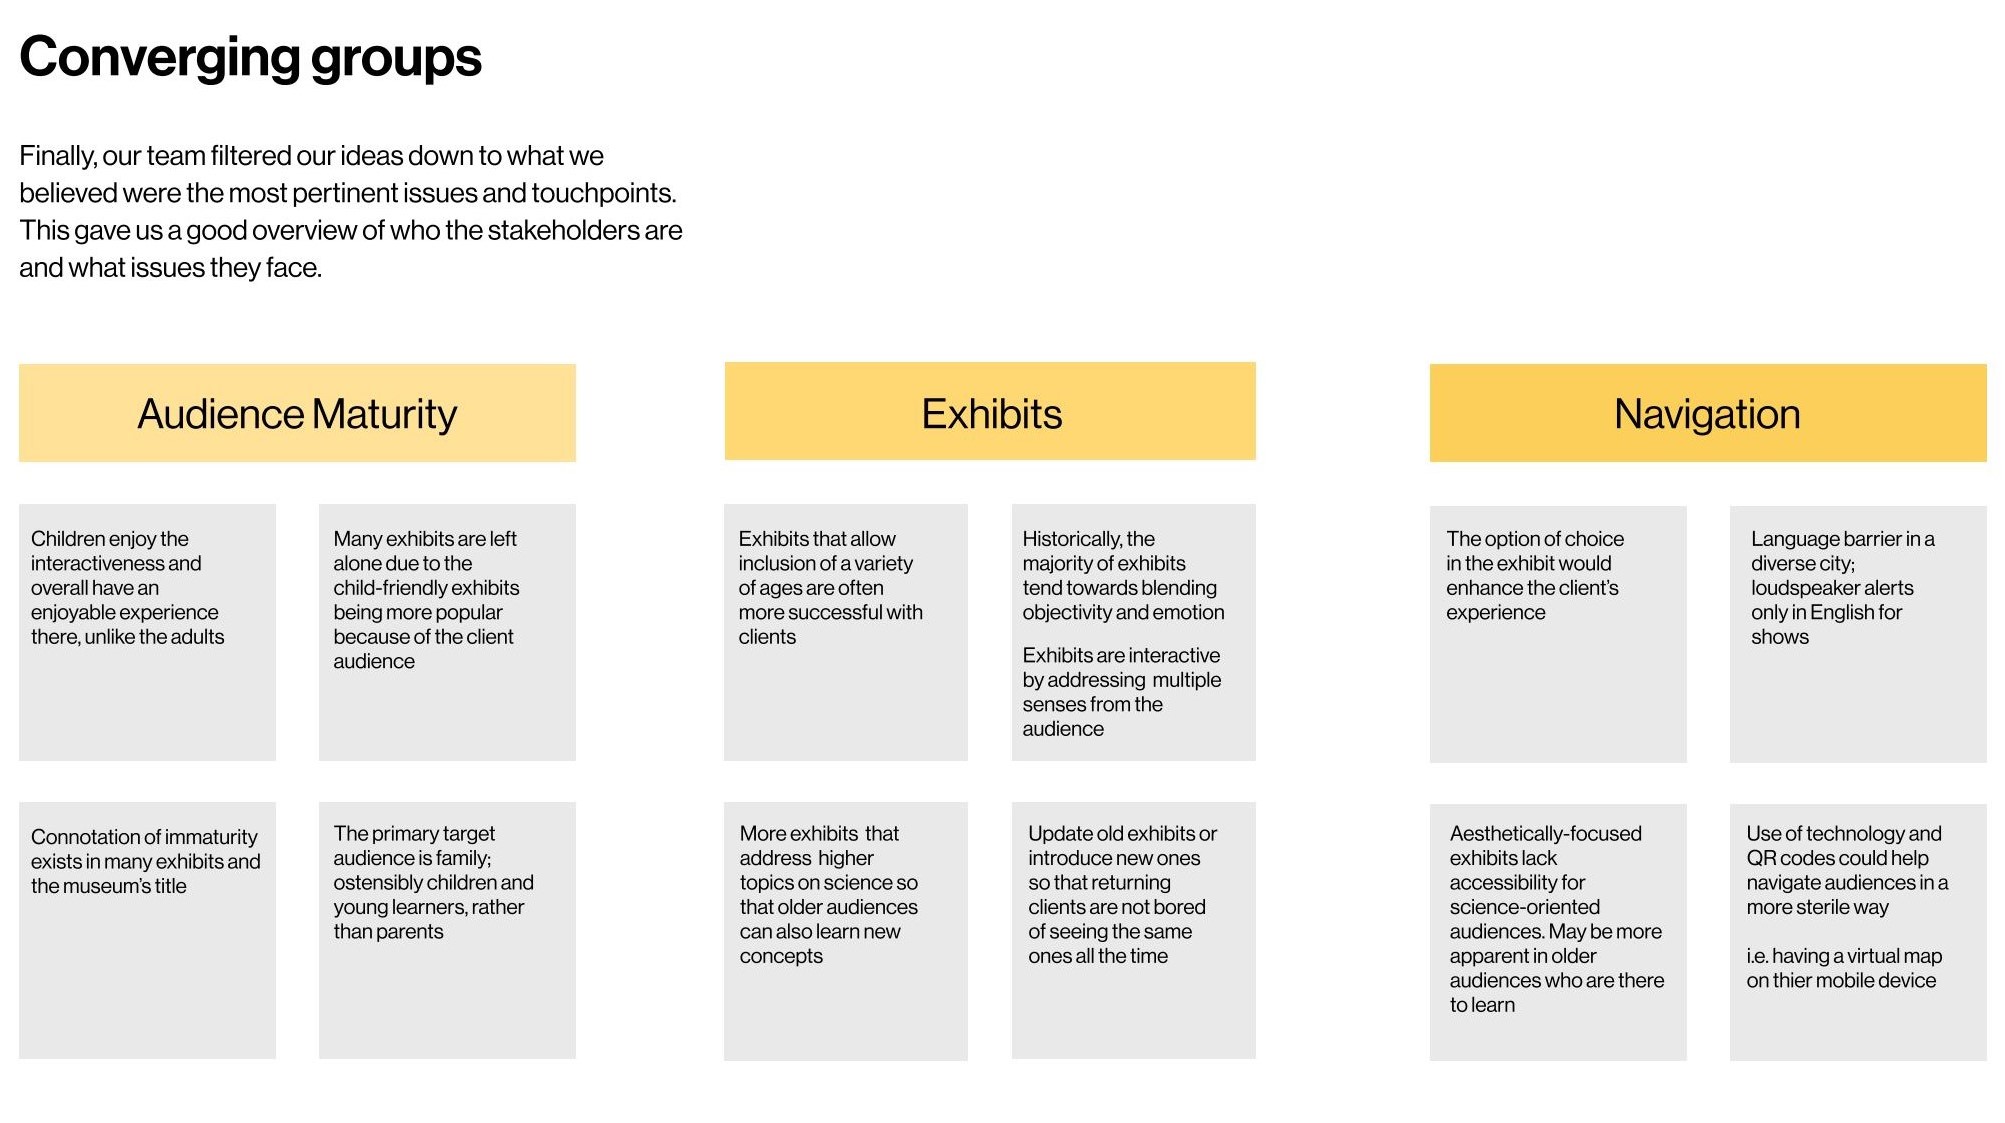 Converging groups
Finally, our team filtered our ideas down to what we
believed were the most pertinent issues and touchpoints.
This gave us a good overview of who the stakeholders are
and what issues they face.
Audience Maturity
Children enjoy the
interactiveness and
overall have an
enjoyable experience
there, unlike the adults
Many exhibits are left
alone due to the
child-friendly exhibits
being more popular
because of the client
audience
Connotation of immaturity
exists in many exhibits and
the museum's title
The primary target
audience is family;
ostensibly children and
young learners, rather
than parents
Exhibits
Exhibits that allow
inclusion of a variety
of ages are often
more successful with
clients
Historically, the
majority of exhibits
tend towards blending
objectivity and emotion
Exhibits are interactive
by addressing multiple
senses from the
audience
More exhibits that
address higher
topics on science so
that older audiences
can also learn new
concepts
Update old exhibits or
introduce new ones
so that returning
clients are not bored
of seeing the same
ones all the time
Navigation
The option of choice
in the exhibit would
enhance the client's
experience
Language barrier in a
diverse city;
loudspeaker alerts
only in English for
shows
Aesthetically-focused
exhibits lack
accessibility for
science-oriented
audiences. May be more
apparent in older
audiences who are there
to learn
Use of technology and
QR codes could help
navigate audiences in a
more sterile way
i.e. having a virtual map
on thier mobile device